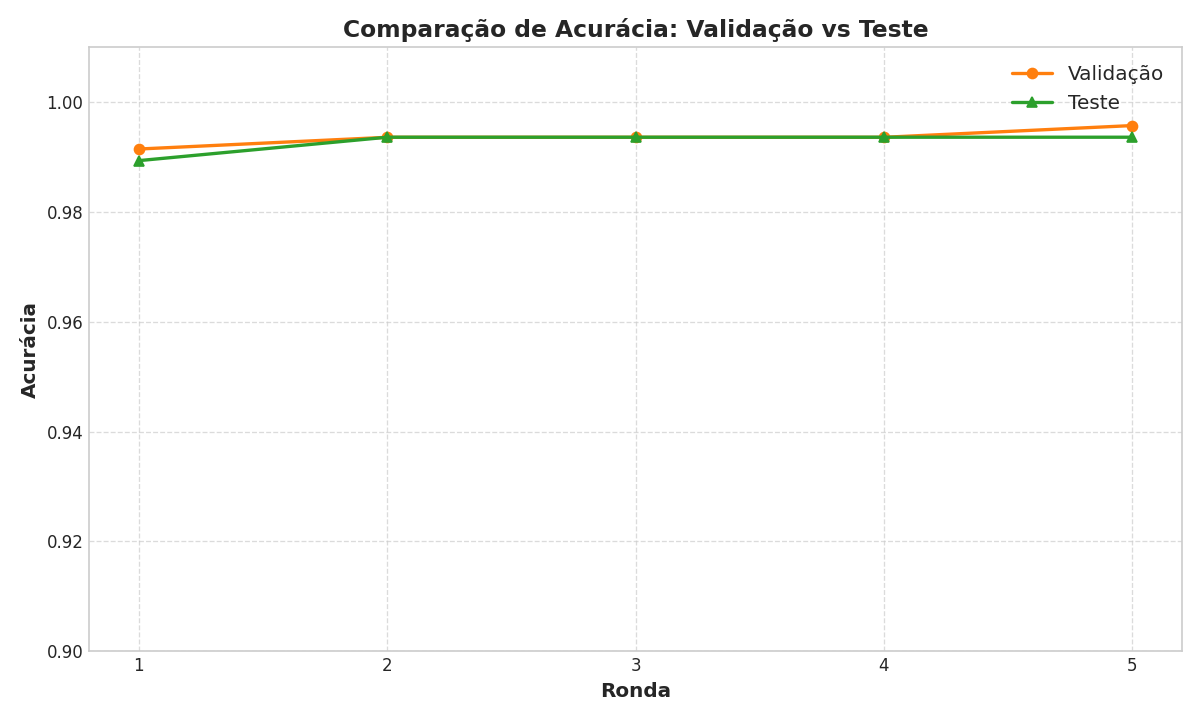 Comparação de Acurácia: Validação vs Teste
Validação
Teste
1.00
0.98
0.96
0.94
0.92
0.90
Acurácia
1 2 3 4 5
Ronda